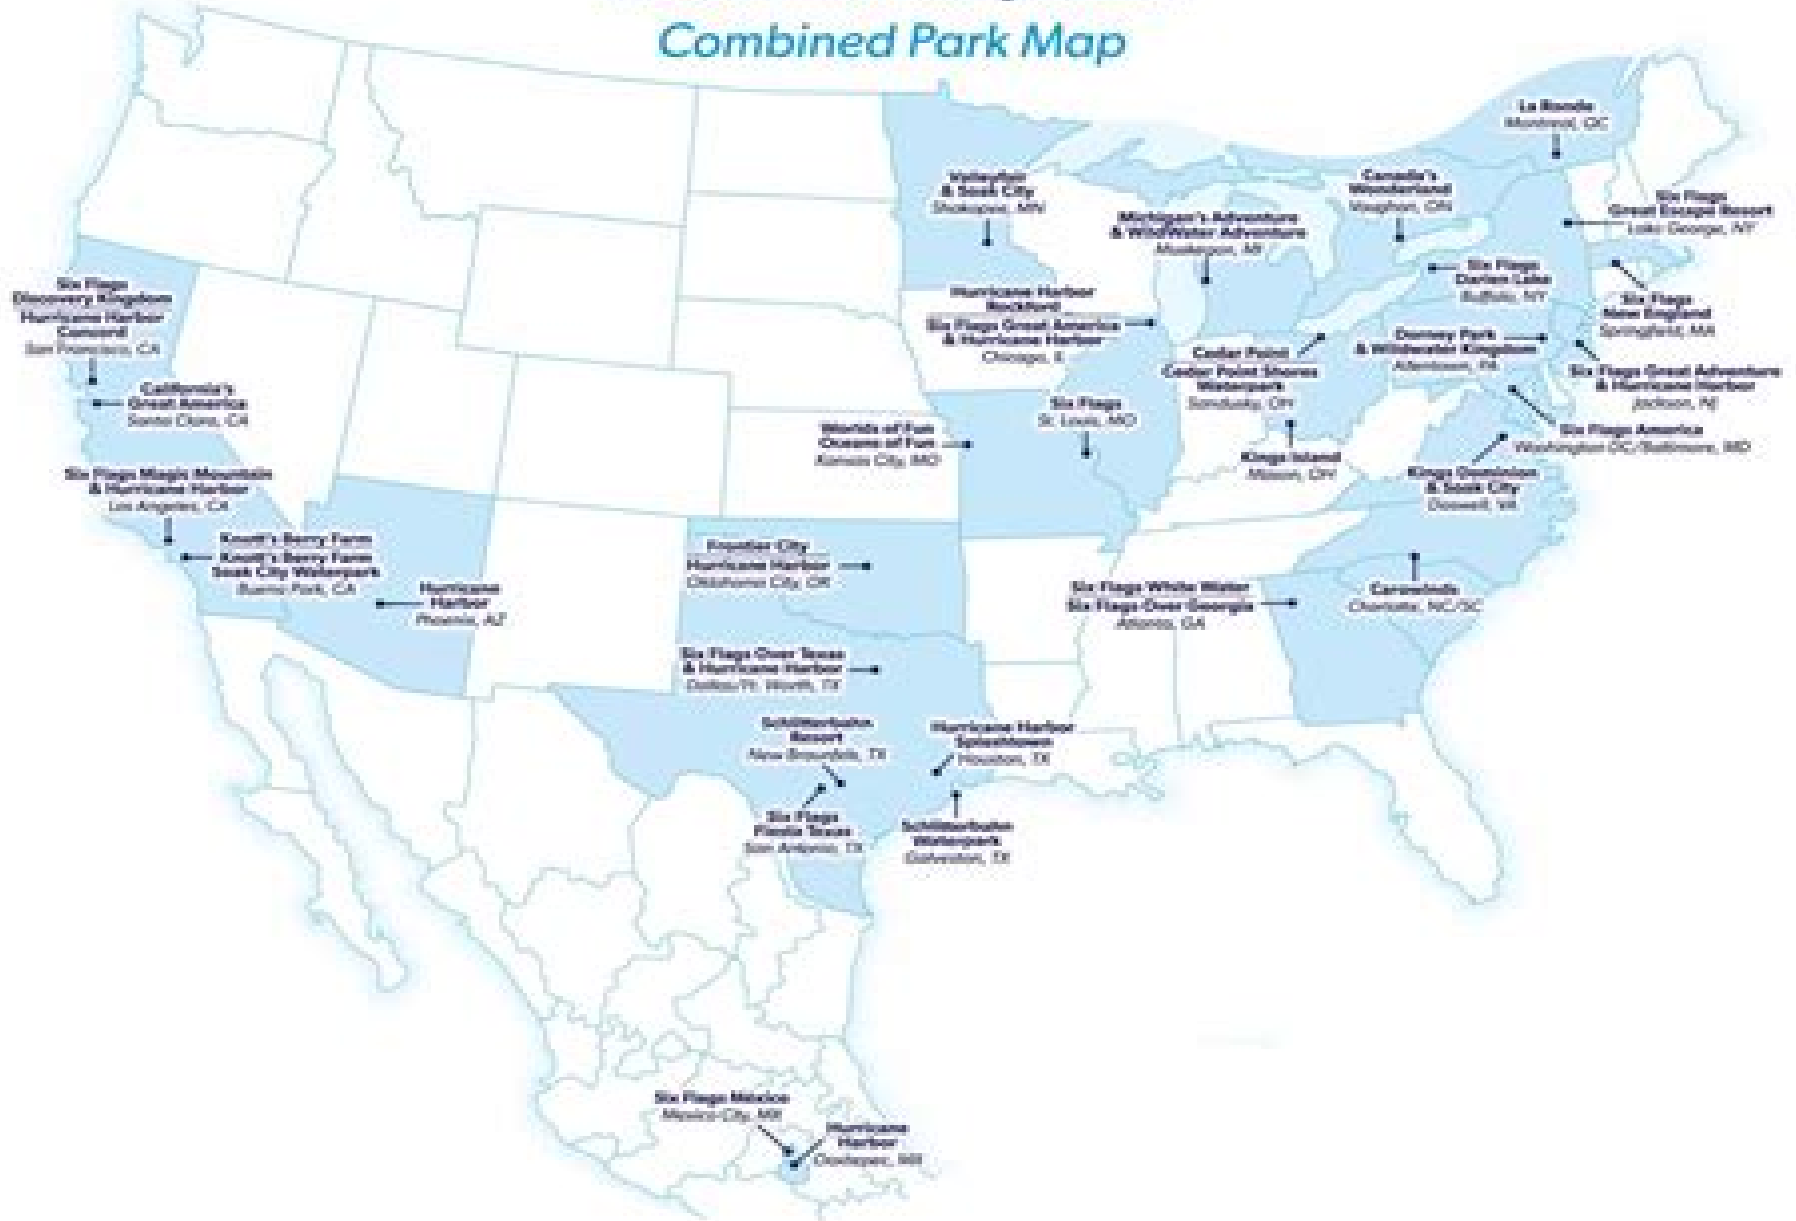 Combined Park Map
La Ronde
Montreal, QC
Valleyfair
& Soak City
Shakopee, MN
Canada's
Wonderland
Vaughan, ON
Michigan's Adventure
& WildWater Adventure
Muskegon, MI
Six Flags
Great Escape Resort
Lake George, NY
Six Flags
Darien Lake
Buffalo, NY
Six Flags
New England
Springfield, MA
Six Flags
Discovery Kingdom
Hurricane Harbor
Concord
San Francisco, CA
Hurricane Harbor
Rockford
Six Flags Great America
& Hurricane Harbor
Chicago, IL
Dorney Park
& Wildwater Kingdom
Allentown, PA
Cedar Point
Cedar Point Shores
Waterpark
Sandusky, OH
Six Flags Great Adventure
& Hurricane Harbor
Jackson, NJ
California's
Great America
Santa Clara, CA
Six Flags
St. Louis, MO
Worlds of Fun
Oceans of Fun
Kansas City, MO
Six Flags America
Washington DC/Baltimore, MD
Kings Island
Mason, OH
Kings Dominion
& Soak City
Doswell, VA
Six Flags Magic Mountain
& Hurricane Harbor
Los Angeles, CA
Knott's Berry Farm
Knott's Berry Farm
Soak City Waterpark
Buena Park, CA
Hurricane
Harbor
Phoenix, AZ
Frontier City
Hurricane Harbor
Oklahoma City, OK
Six Flags White Water
Six Flags Over Georgia
Atlanta, GA
Carowinds
Charlotte, NC/SC
Six Flags Over Texas
& Hurricane Harbor
Dallas/Ft. Worth, TX
Schlitterbahn
Resort
New Braunfels, TX
Hurricane Harbor
Splashtown
Houston, TX
Six Flags
Fiesta Texas
San Antonio, TX
Schlitterbahn
Waterpark
Galveston, TX
Six Flags México
Mexico City, MX
Hurricane
Harbor
Oaxtepec, MX